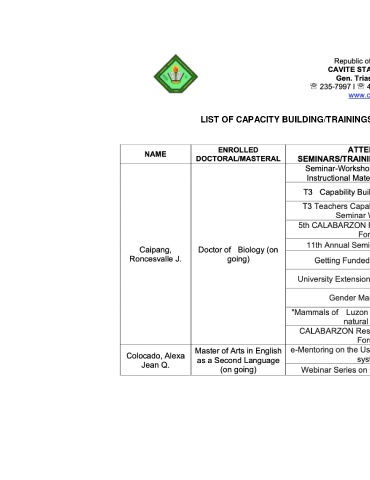 Republic of
CAVITE STA
Gen. Trias
☏ 235-7997 I ☏ 4
www.c
LIST OF CAPACITY BUILDING/TRAININGS
NAME
ENROLLED
DOCTORAL/MASTERAL
ATTE
SEMINARS/TRAINI
Caipang,
Roncesvalle J.
Doctor of Biology (on
going)
Seminar-Worksho
Instructional Mate
T3 Capability Buil
T3 Teachers Capal
Seminar W
5th CALABARZON R
For
11th Annual Semi
Getting Funded
University Extension
Gender Ma
"Mammals of Luzon
natural
CALABARZON Res
For
Colocado, Alexa
Jean Q.
Master of Arts in English
as a Second Language
(on going)
e-Mentoring on the Us
syst
Webinar Series on